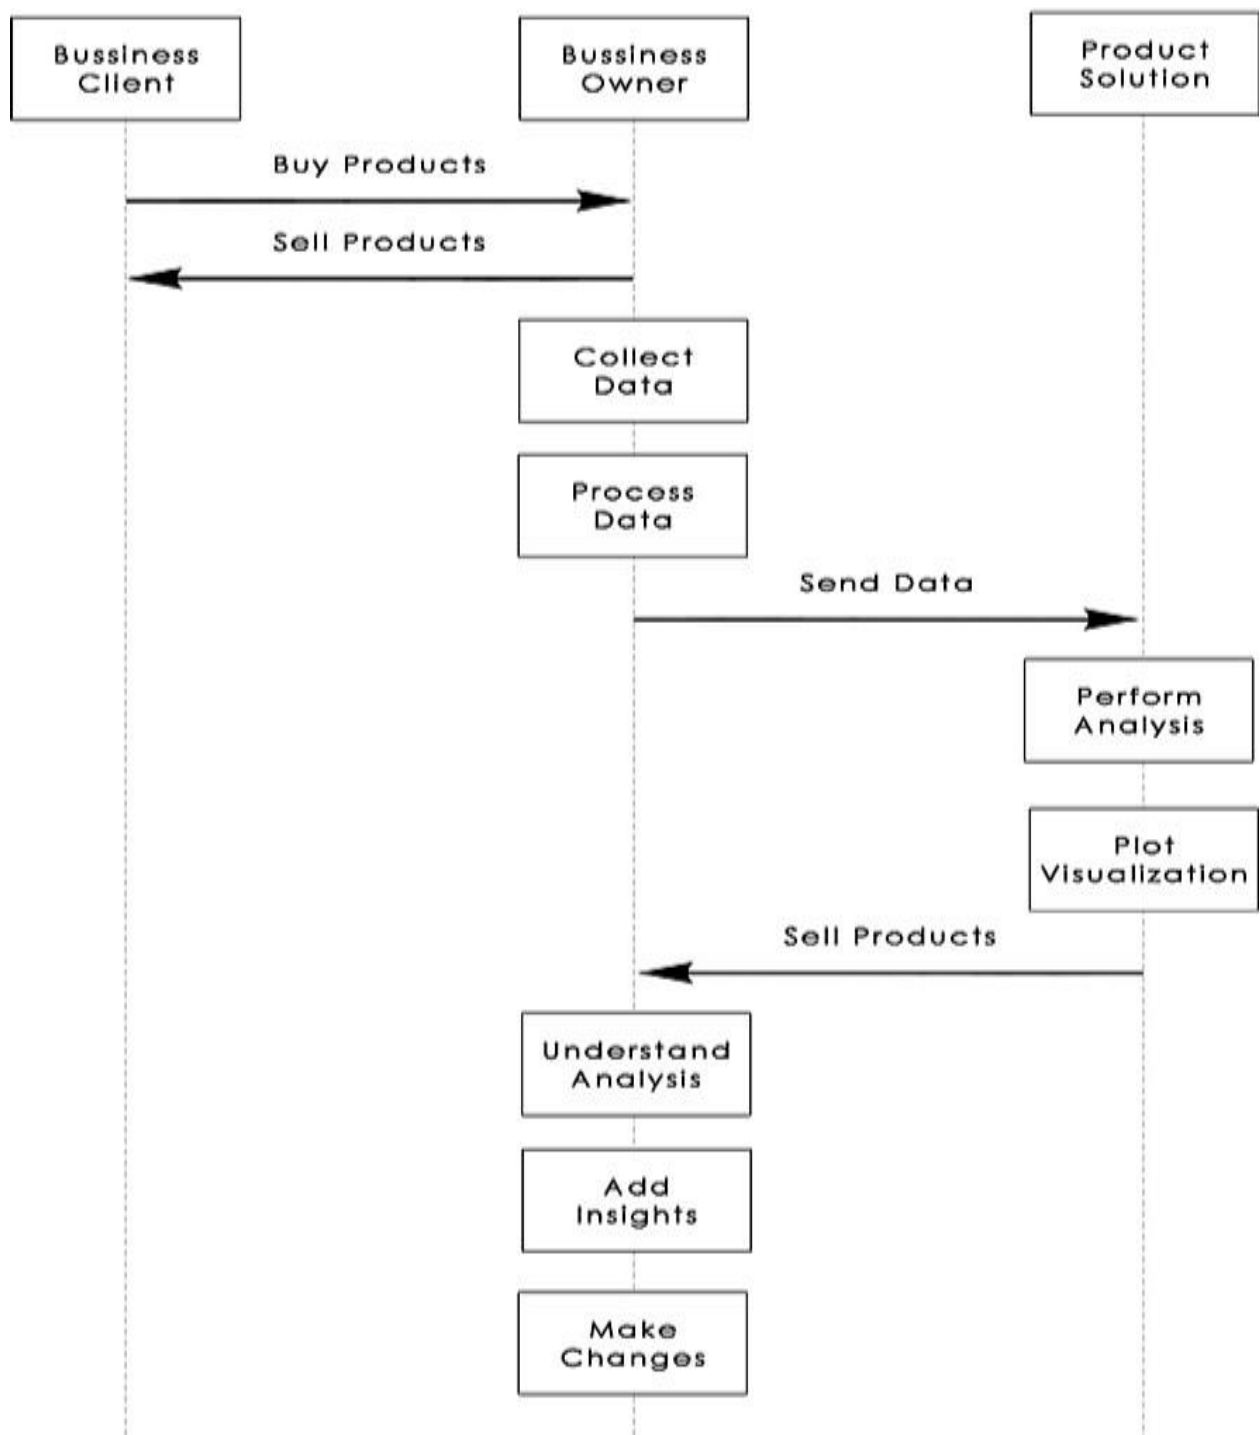 Bussiness
Client
Bussiness
Owner
Product
Solution
Buy Products
Sell Products
Collect
Data
Process
Data
Send Data
Perform
Analysis
Plot
Visualization
Sell Products
Understand
Analysis
Add
Insights
Make
Changes